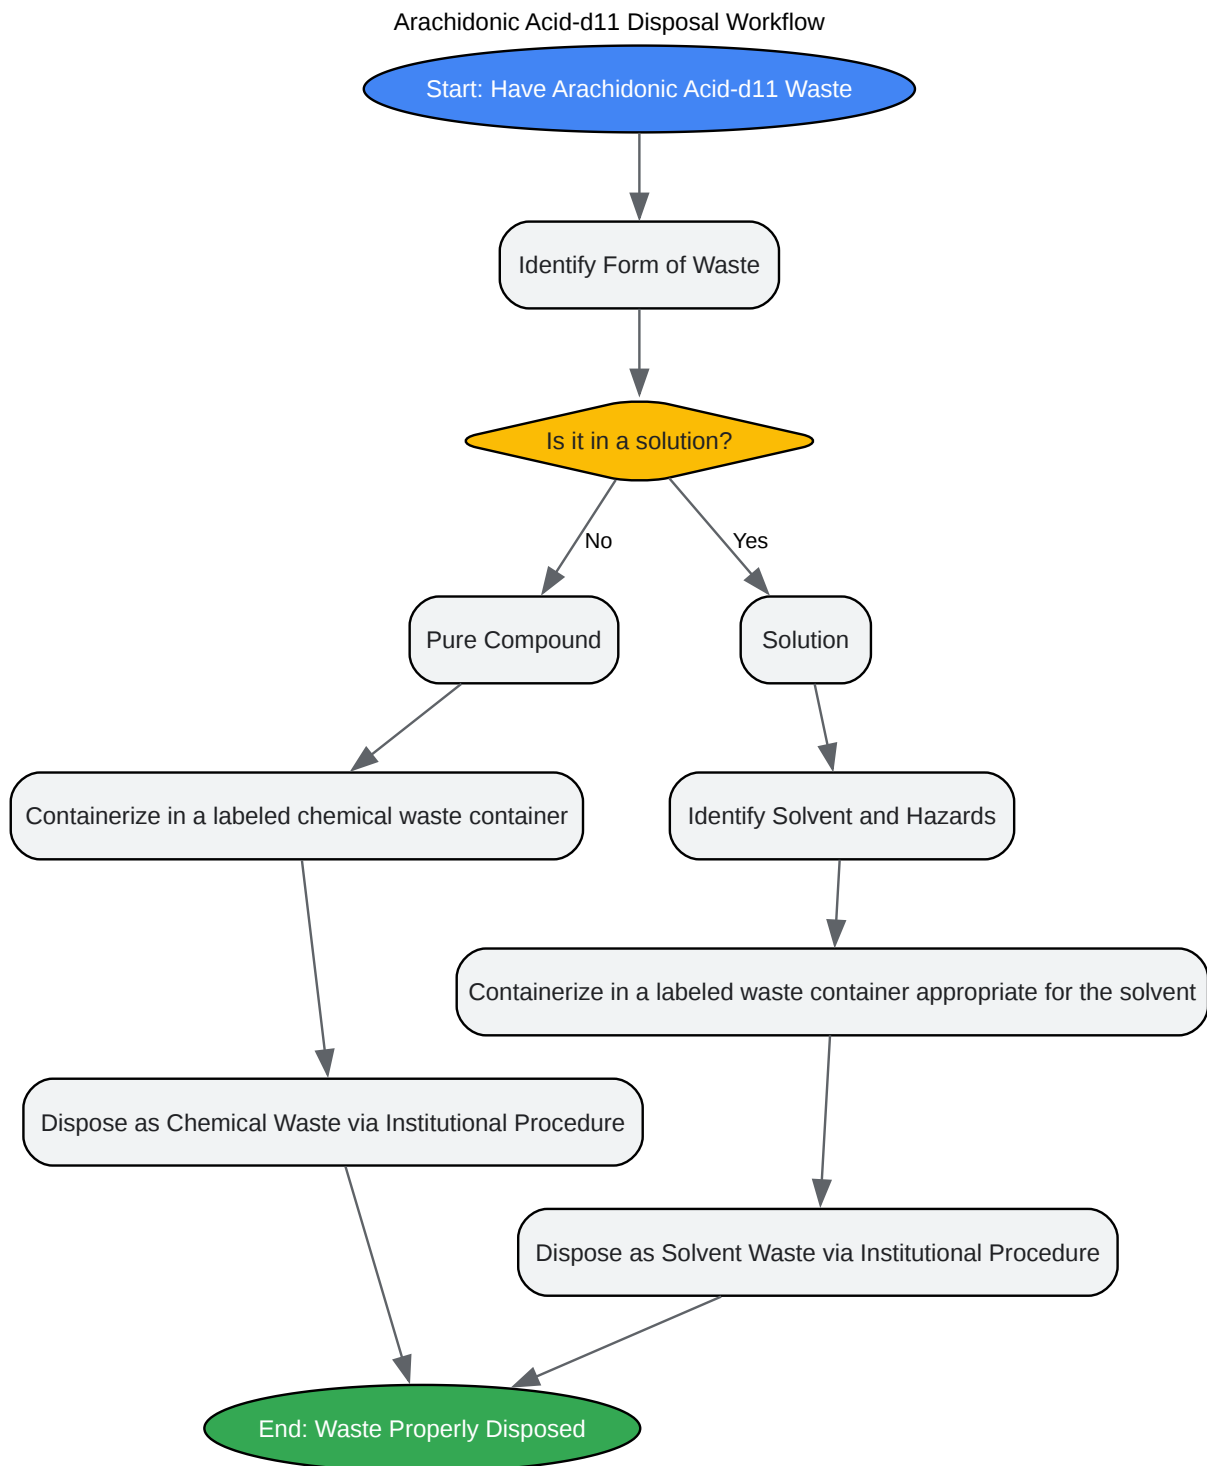 Arachidonic Acid-d11 Disposal Workflow
Start: Have Arachidonic Acid-d11 Waste
Identify Form of Waste
Is it in a solution?
No
Yes
Pure Compound
Solution
Containerize in a labeled chemical waste container
Identify Solvent and Hazards
Containerize in a labeled waste container appropriate for the solvent
Dispose as Chemical Waste via Institutional Procedure
Dispose as Solvent Waste via Institutional Procedure
End: Waste Properly Disposed